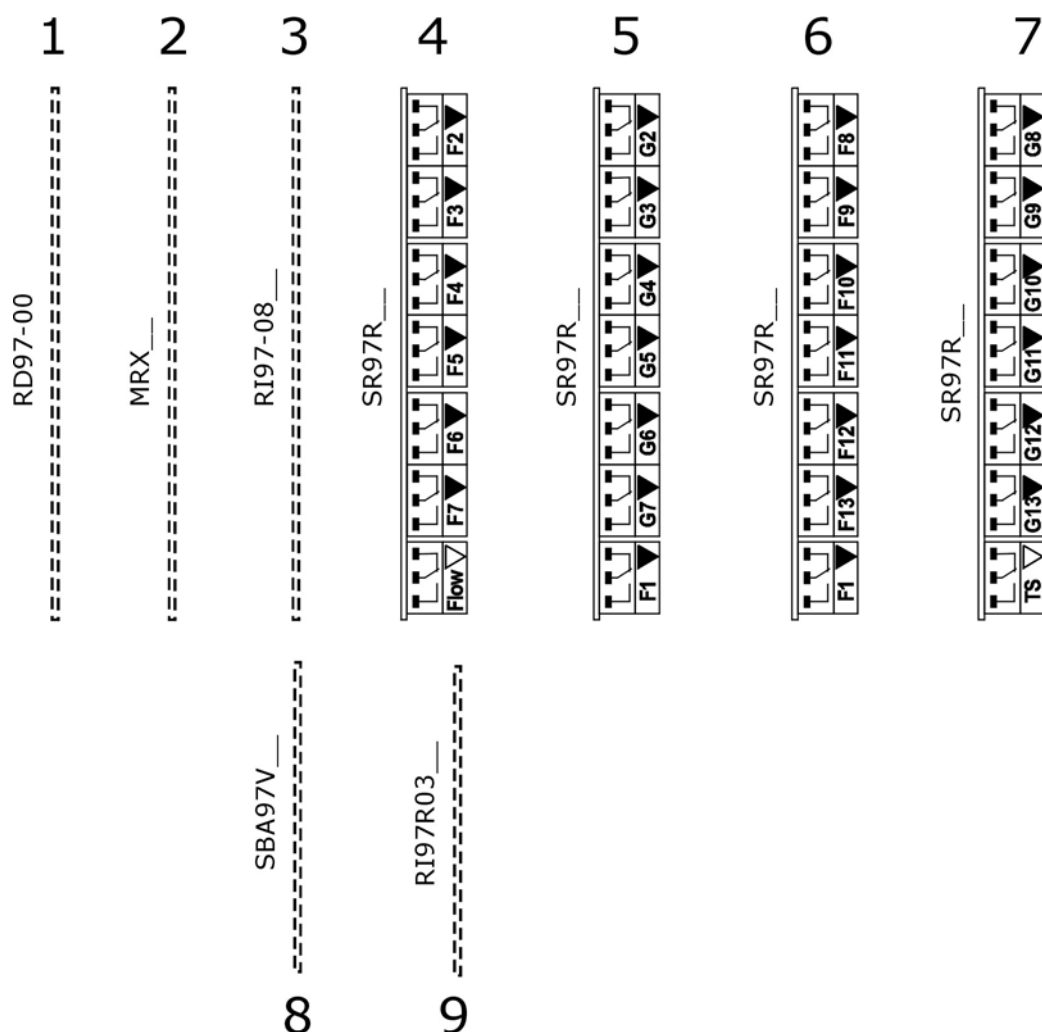 1 2 3 4 5 6 7
RD97-00
MRX__
RI97-08__
SR97R__
F2
F3
F4
F5
F6
F7
Flow
SR97R__
G2
G3
G4
G5
G6
G7
F1
SR97R__
F8
F9
F10
F11
F12
F13
F1
SR97R__
G8
G9
G10
G11
G12
G13
TS
SBA97V__
RI97R03__
8 9